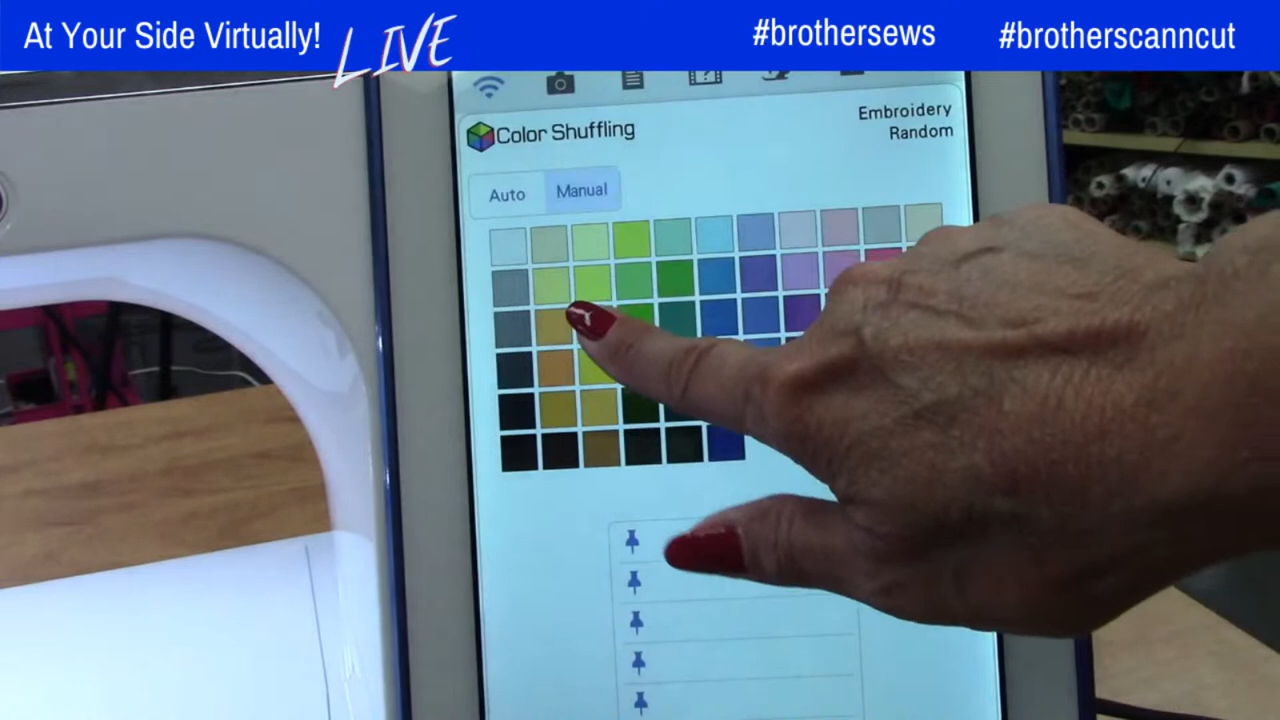 At Your Side Virtually!
LIVE
#brothersews
#brotherscanncut
Color Shuffling
Embroidery
Random
Auto
Manual